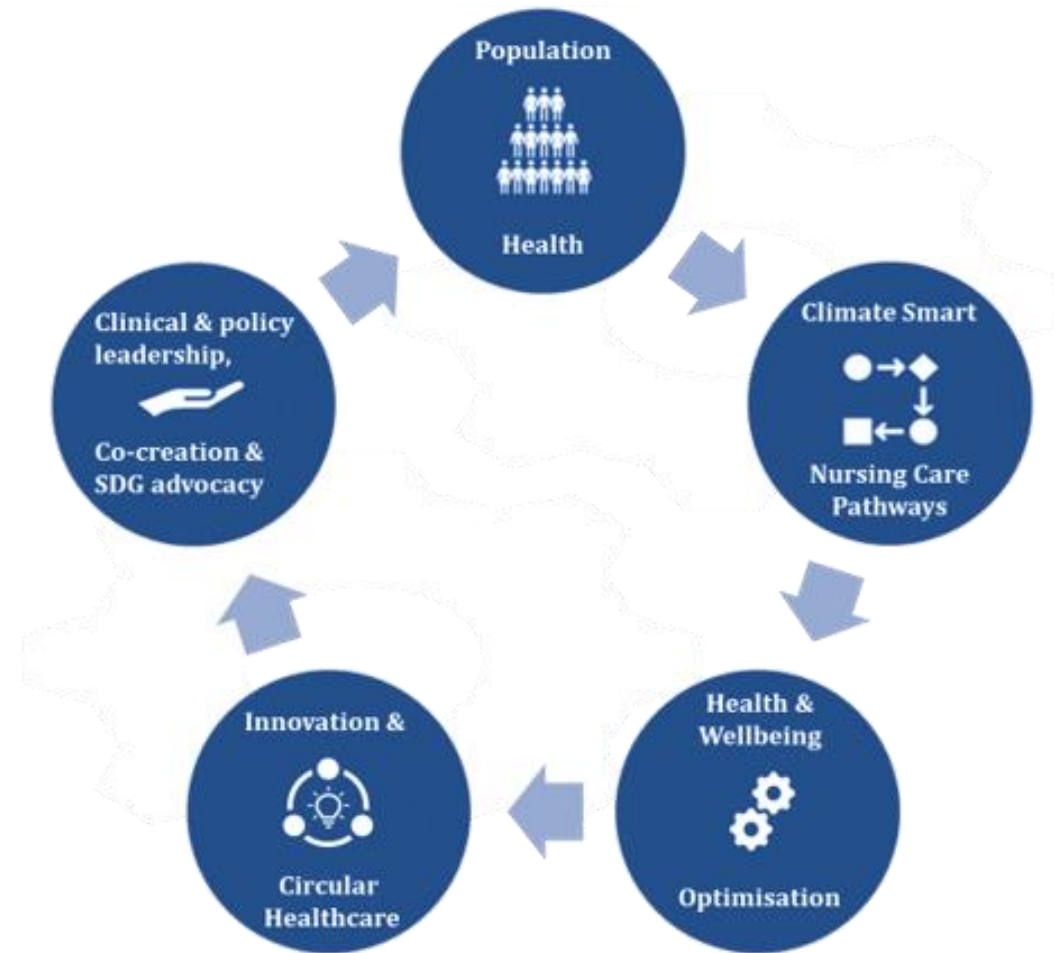 Population
Health
Climate Smart
Nursing Care
Pathways
Health &
Wellbeing
Optimisation
Innovation &
Circular
Healthcare
Clinical & policy
leadership,
Co-creation &
SDG advocacy